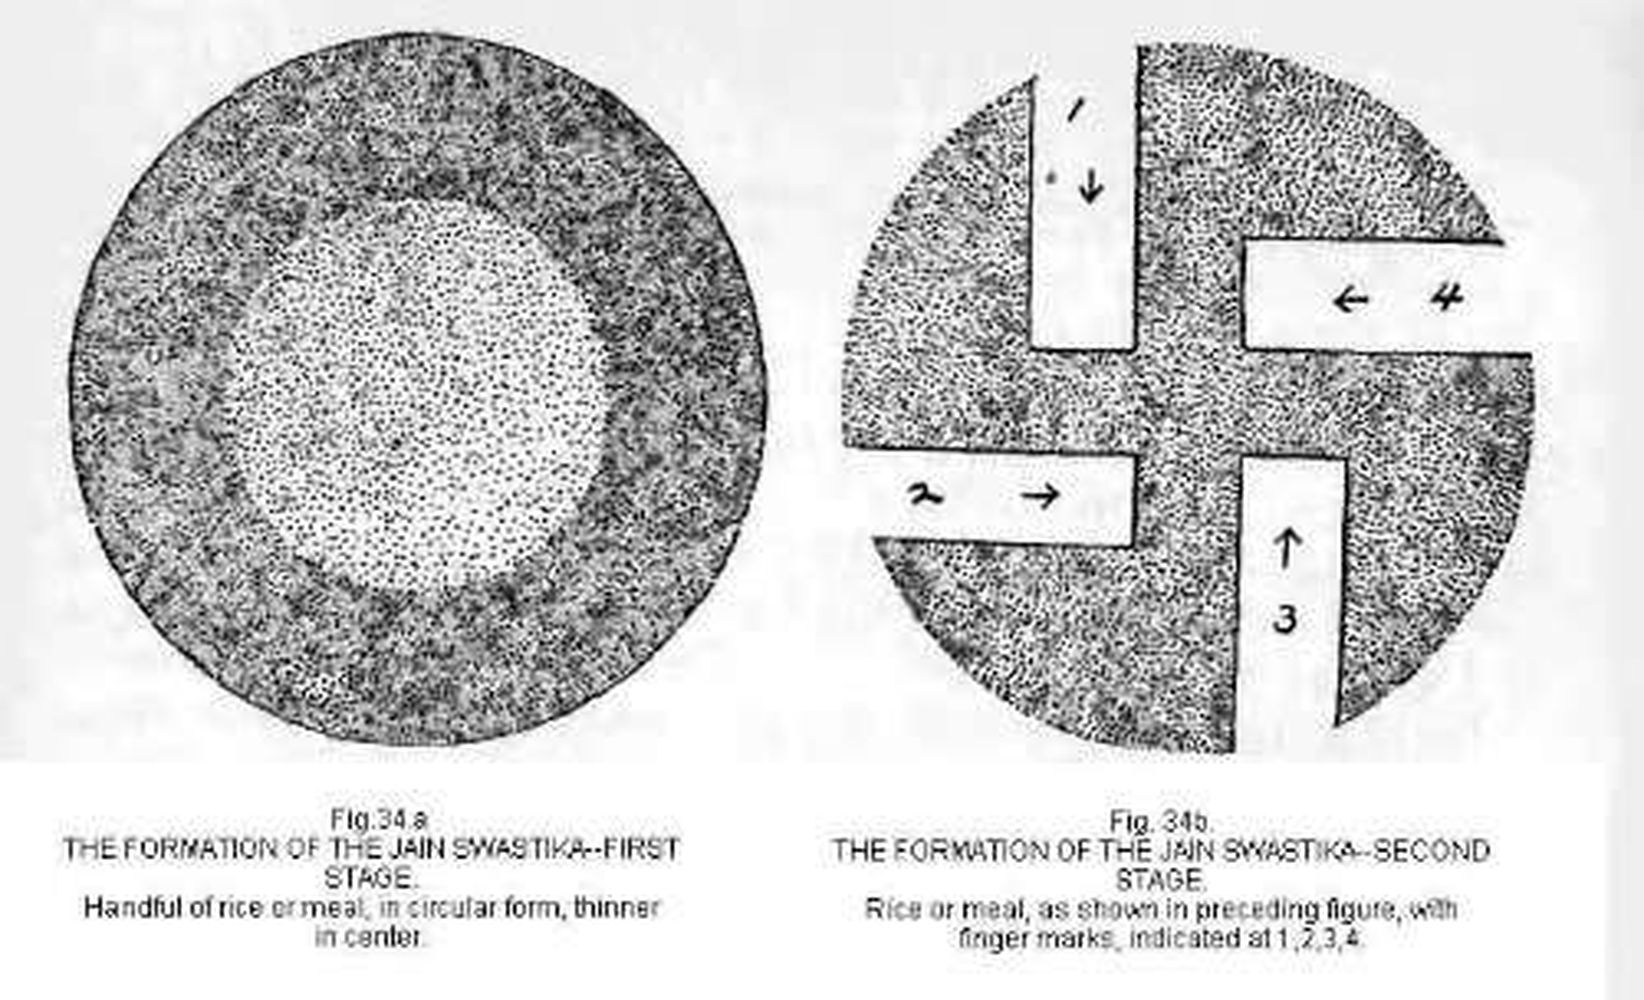 1
2
3
4
Fig.34.a
THE FORMATION OF THE JAIN SWASTIKA--FIRST
STAGE.
Handful of rice or meal, in circular form, thinner
in center.
Fig. 34b.
THE FORMATION OF THE JAIN SWASTIKA--SECOND
STAGE.
Rice or meal, as shown in preceding figure, with
finger marks, indicated at 1,2,3,4.